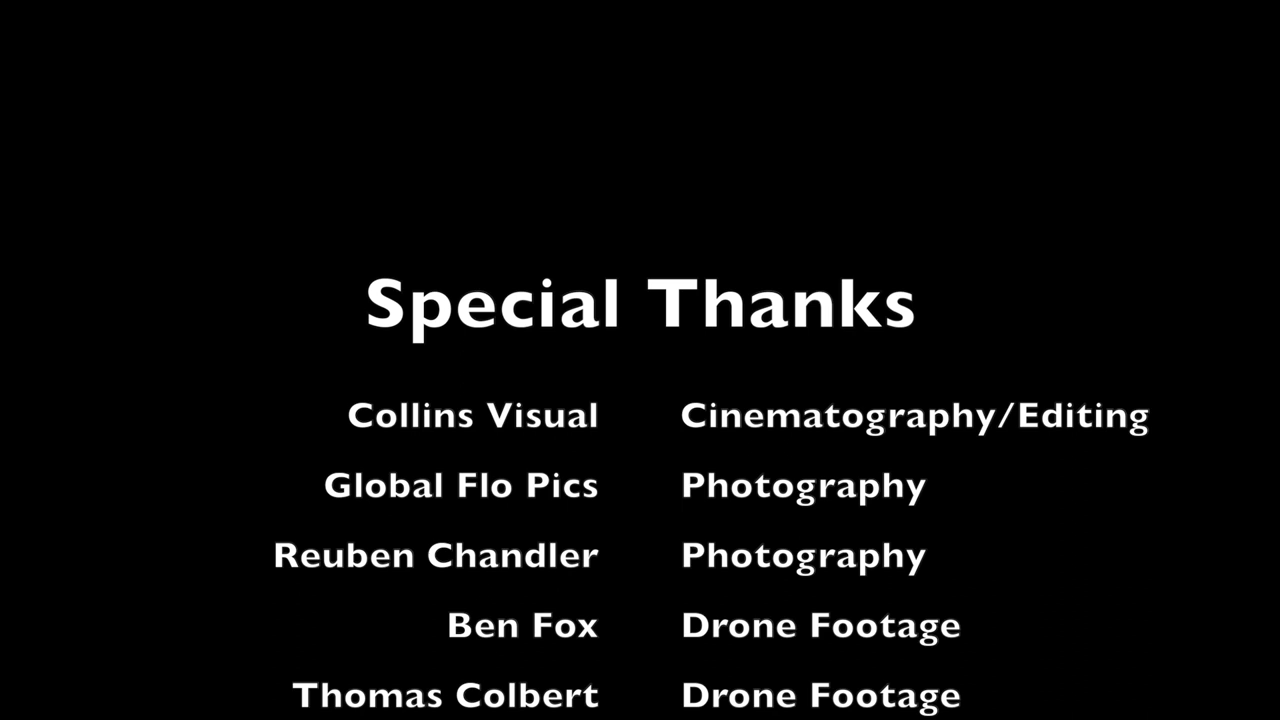 Special Thanks
Collins Visual Cinematography/Editing
Global Flo Pics Photography
Reuben Chandler Photography
Ben Fox Drone Footage
Thomas Colbert Drone Footage